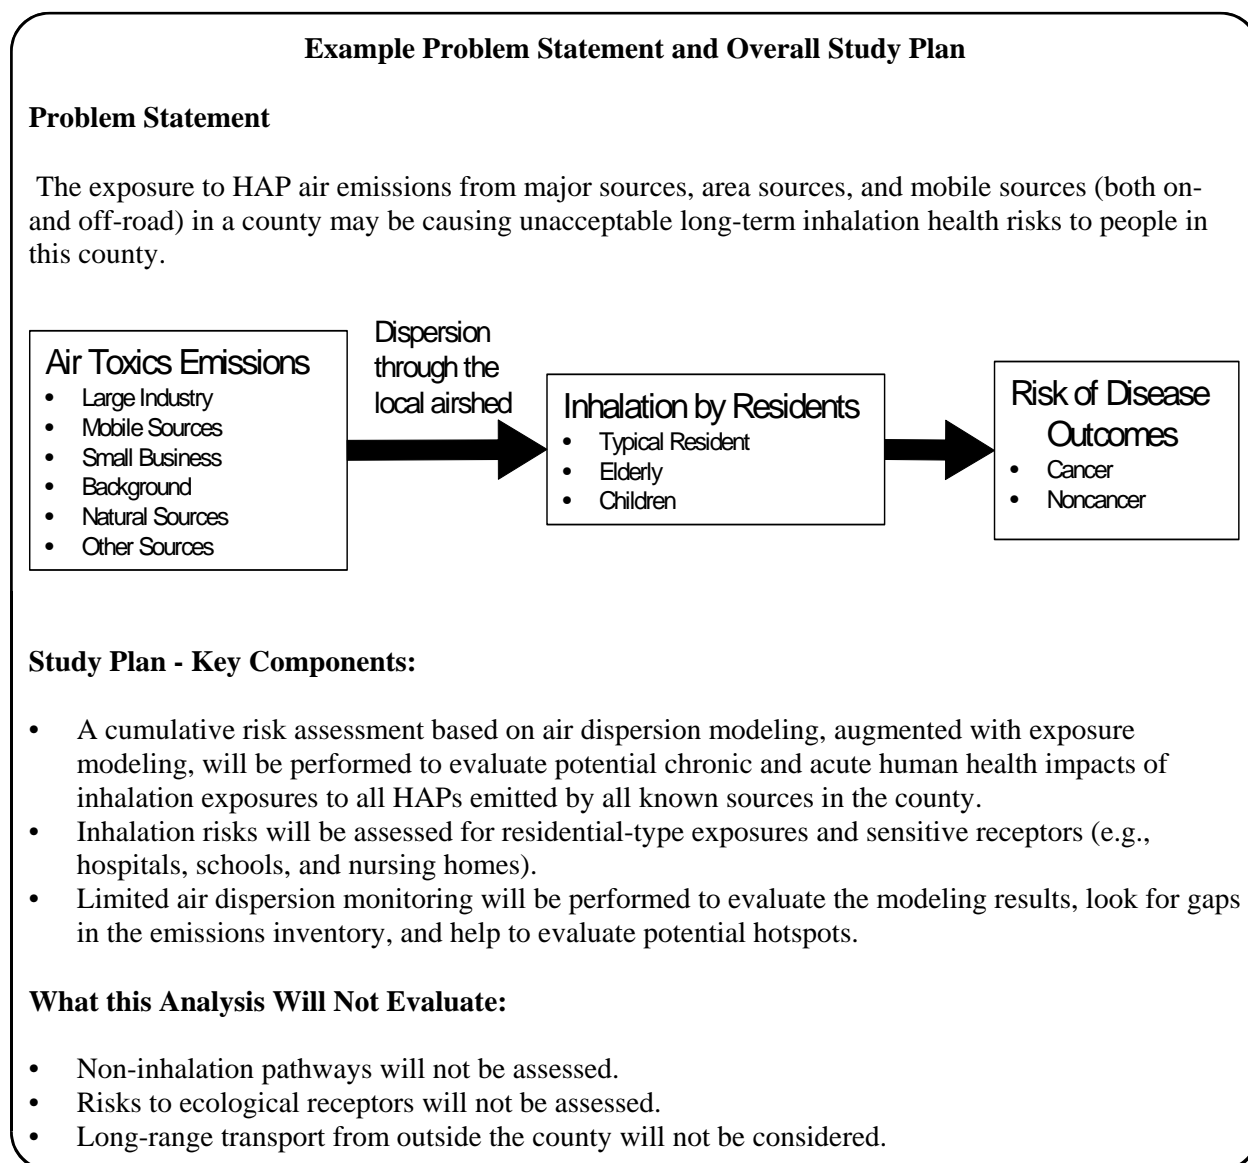 Example Problem Statement and Overall Study Plan
Problem Statement
The exposure to HAP air emissions from major sources, area sources, and mobile sources (both on-
and off-road) in a county may be causing unacceptable long-term inhalation health risks to people in
this county.
Air Toxics Emissions
• Large Industry
• Mobile Sources
• Small Business
• Background
• Natural Sources
• Other Sources
Dispersion
through the
local airshed
Inhalation by Residents
• Typical Resident
• Elderly
• Children
Risk of Disease
Outcomes
• Cancer
• Noncancer
Study Plan - Key Components:
• A cumulative risk assessment based on air dispersion modeling, augmented with exposure
modeling, will be performed to evaluate potential chronic and acute human health impacts of
inhalation exposures to all HAPs emitted by all known sources in the county.
• Inhalation risks will be assessed for residential-type exposures and sensitive receptors (e.g.,
hospitals, schools, and nursing homes).
• Limited air dispersion monitoring will be performed to evaluate the modeling results, look for gaps
in the emissions inventory, and help to evaluate potential hotspots.
What this Analysis Will Not Evaluate:
• Non-inhalation pathways will not be assessed.
• Risks to ecological receptors will not be assessed.
• Long-range transport from outside the county will not be considered.